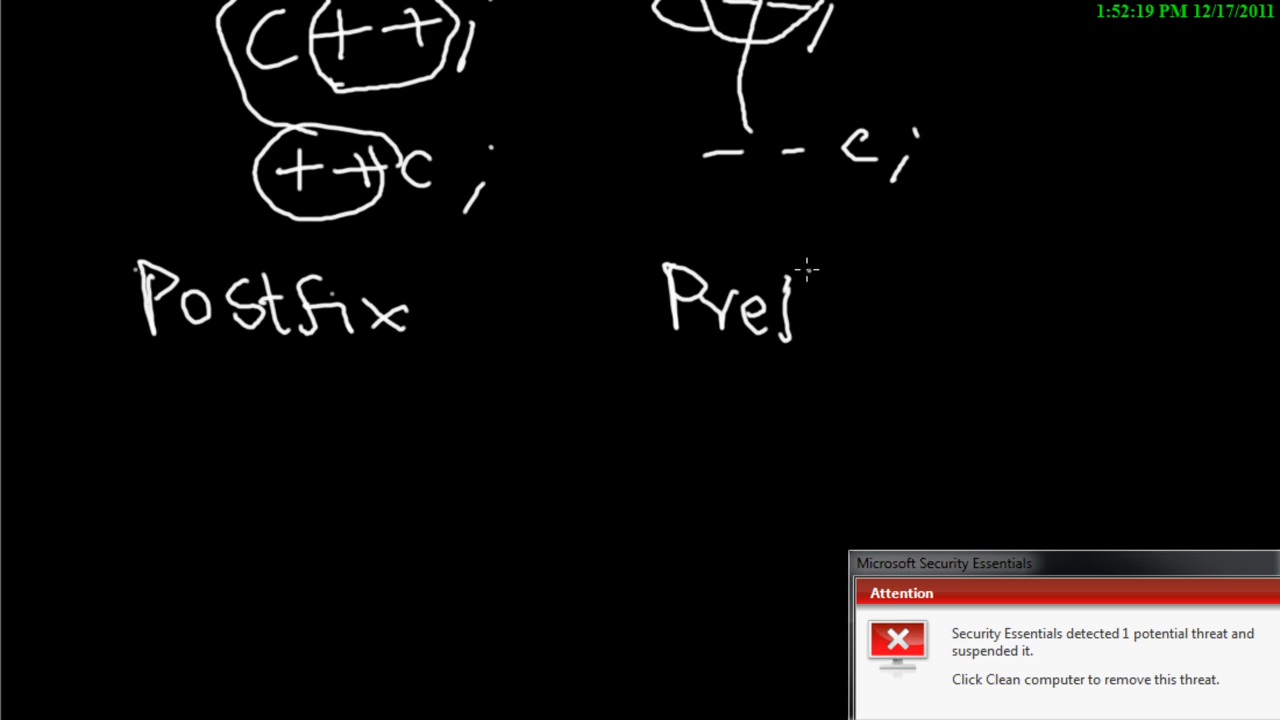 1:52:19 PM 12/17/2011
C++;
++C;
--c;
Postfix
Pref
Microsoft Security Essentials
Attention
Security Essentials detected 1 potential threat and
suspended it.
Click Clean computer to remove this threat.